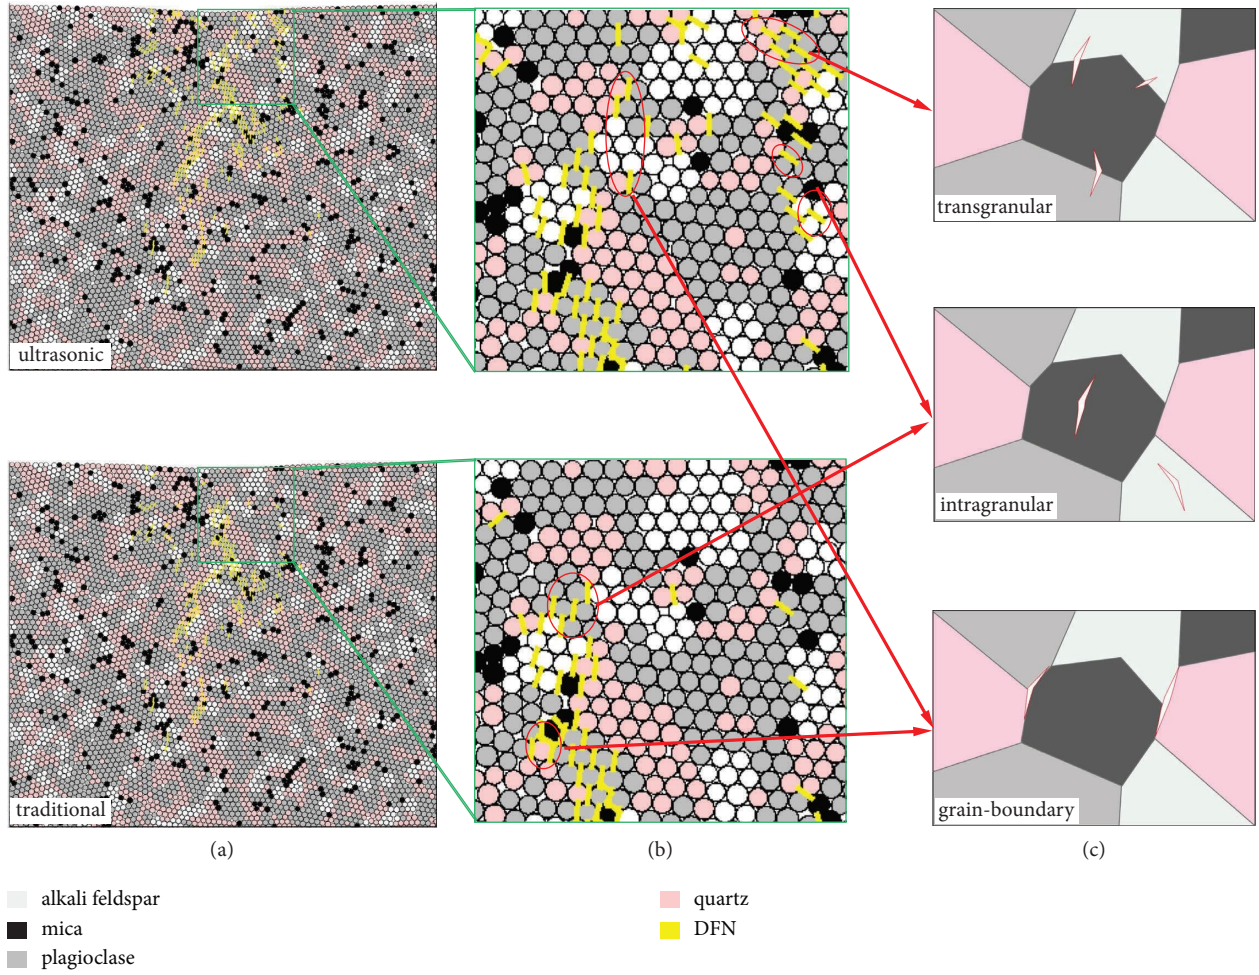 transgranular
ultrasonic
intragranular
traditional
grain-boundary
(a)
(b)
(c)
alkali feldspar
mica
plagioclase
quartz
DFN